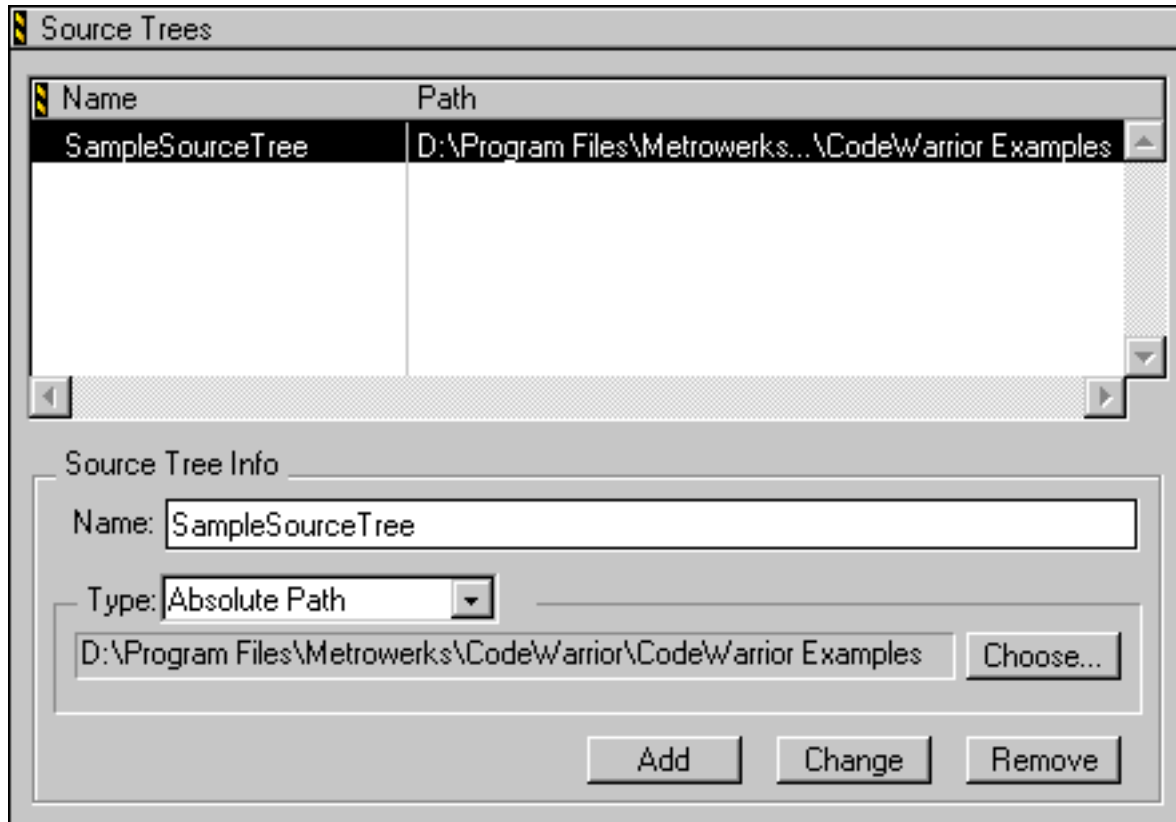 Source Trees
Name Path
SampleSourceTree D:\Program Files\Metrowerks...\CodeWarrior Examples
Source Tree Info
Name: SampleSourceTree
Type: Absolute Path
D:\Program Files\Metrowerks\CodeWarrior\CodeWarrior Examples Choose...
Add Change Remove